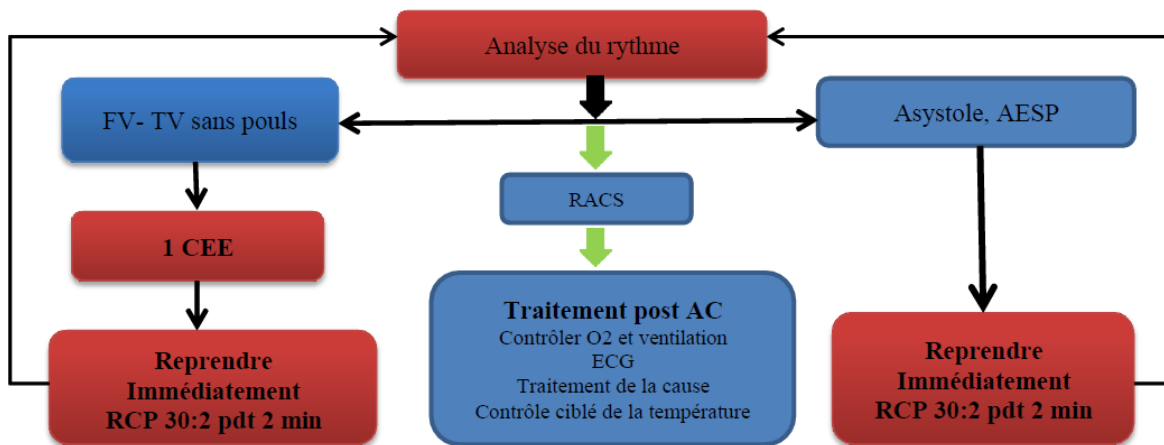 Analyse du rythme
FV- TV sans pouls
Asystole, AESP
RACS
1 CEE
Traitement post AC
Contrôler O2 et ventilation
ECG
Traitement de la cause
Contrôle ciblé de la température
Reprendre
Immédiatement
RCP 30:2 pdt 2 min
Reprendre
Immédiatement
RCP 30:2 pdt 2 min